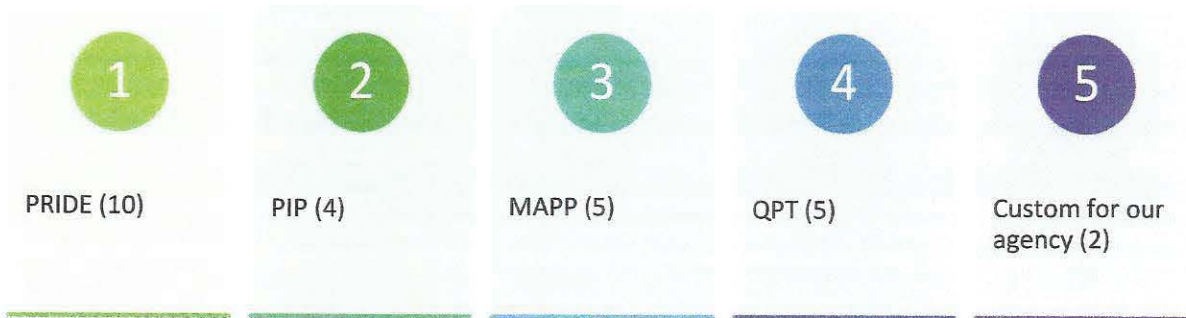 1
PRIDE (10)
2
PIP (4)
3
MAPP (5)
4
QPT (5)
5
Custom for our
agency (2)